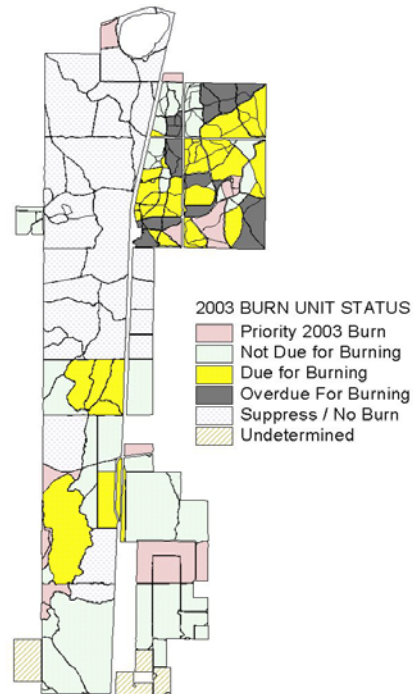 2003 BURN UNIT STATUS
Priority 2003 Burn
Not Due for Burning
Due for Burning
Overdue For Burning
Suppress / No Burn
Undetermined